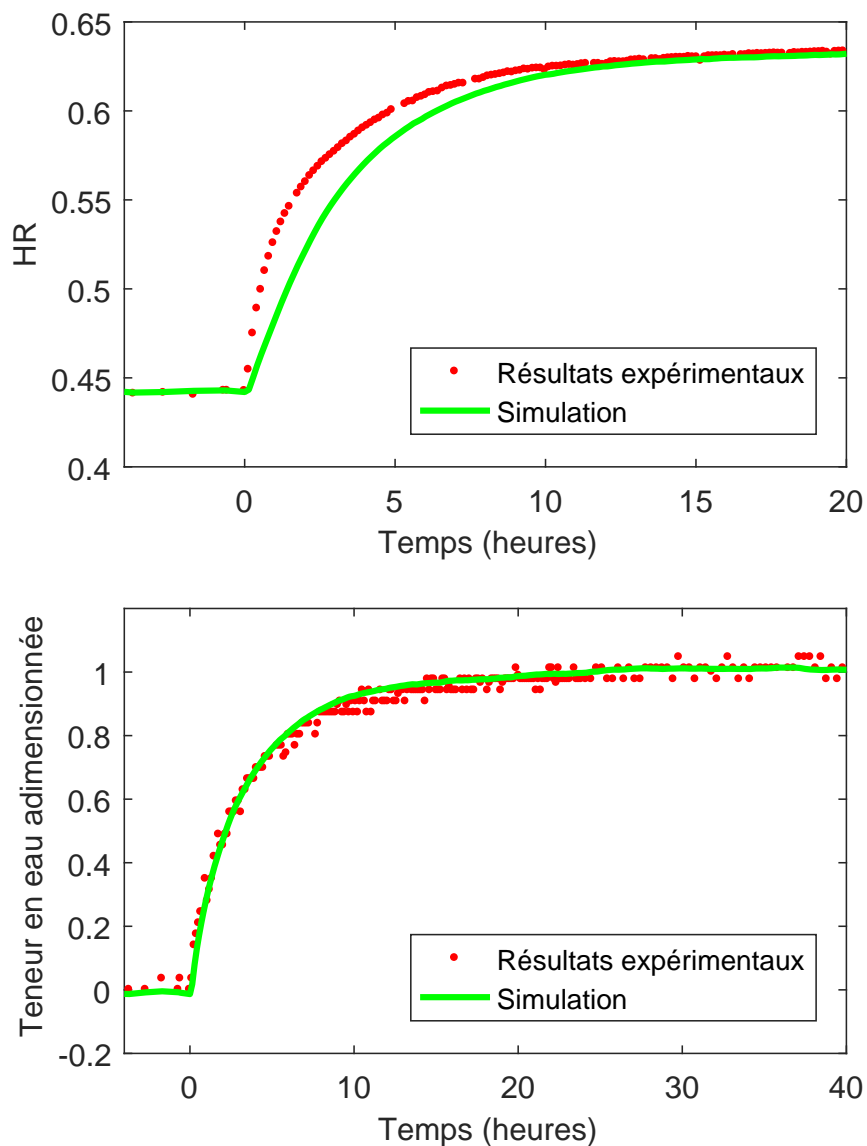 0.65
0.6
0.55
0.5
0.45
0.4
HR
0 5 10 15 20
Temps (heures)
Résultats expérimentaux
Simulation
1
0.8
0.6
0.4
0.2
0
-0.2
Teneur en eau adimensionnée
0 10 20 30 40
Temps (heures)
Résultats expérimentaux
Simulation